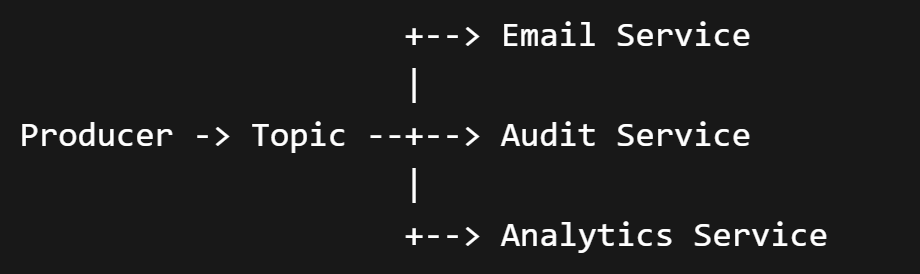 +--> Email Service
                    |
Producer -> Topic --+--> Audit Service
                    |
                    +--> Analytics Service